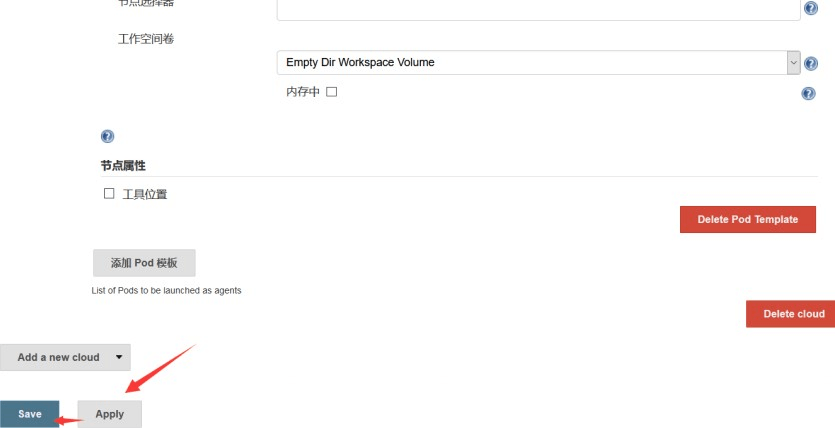 节点选择器
工作空间卷
Empty Dir Workspace Volume
内存中
节点属性
工具位置
Delete Pod Template
添加 Pod 模板
List of Pods to be launched as agents
Delete cloud
Add a new cloud
Save
Apply